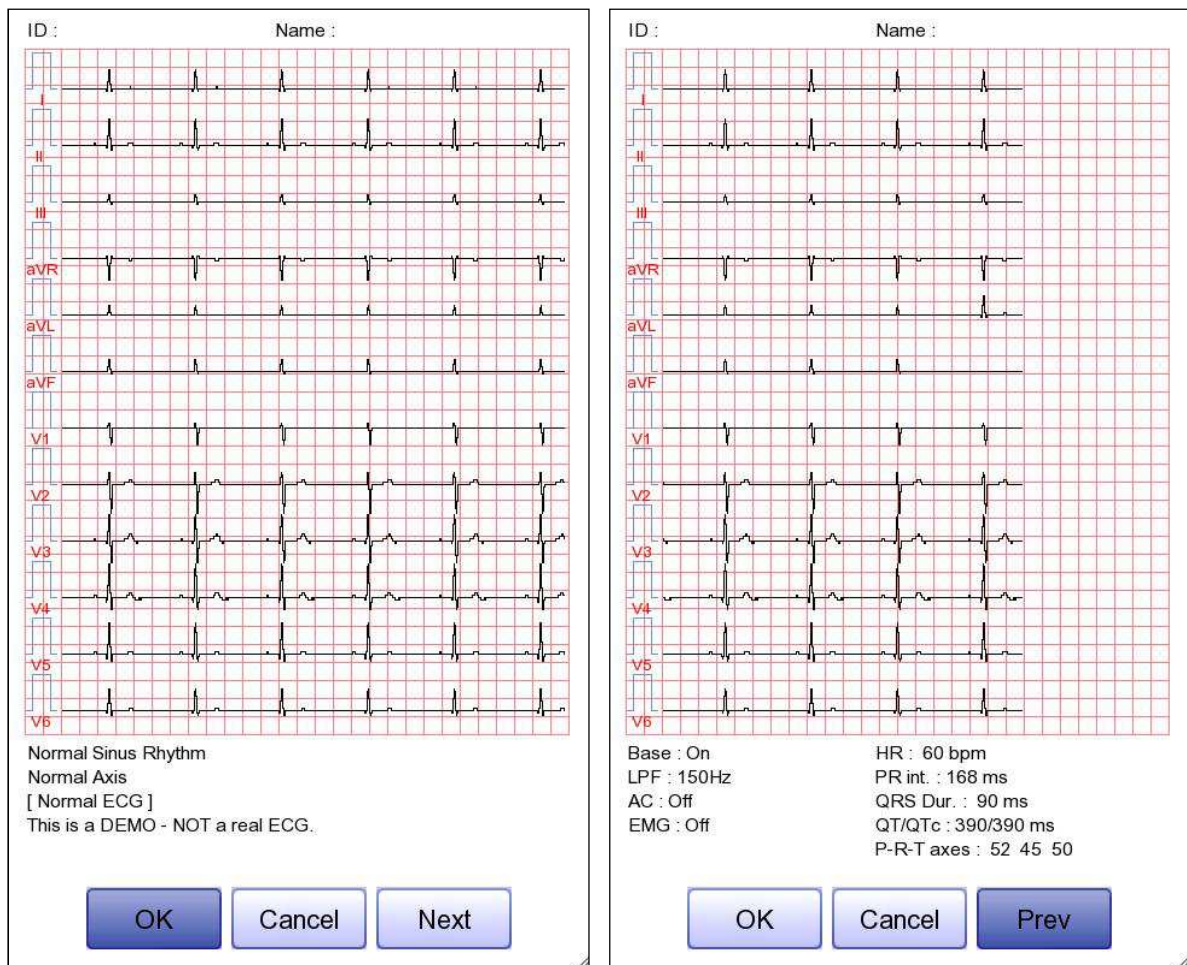 ID : Name :
I
II
III
aVR
aVL
aVF
V1
V2
V3
V4
V5
V6
Normal Sinus Rhythm
Normal Axis
[ Normal ECG ]
This is a DEMO - NOT a real ECG.
OK Cancel Next
ID : Name :
I
II
III
aVR
aVL
aVF
V1
V2
V3
V4
V5
V6
Base : On HR : 60 bpm
LPF : 150Hz PR int. : 168 ms
AC : Off QRS Dur. : 90 ms
EMG : Off QT/QTc : 390/390 ms
P-R-T axes : 52 45 50
OK Cancel Prev